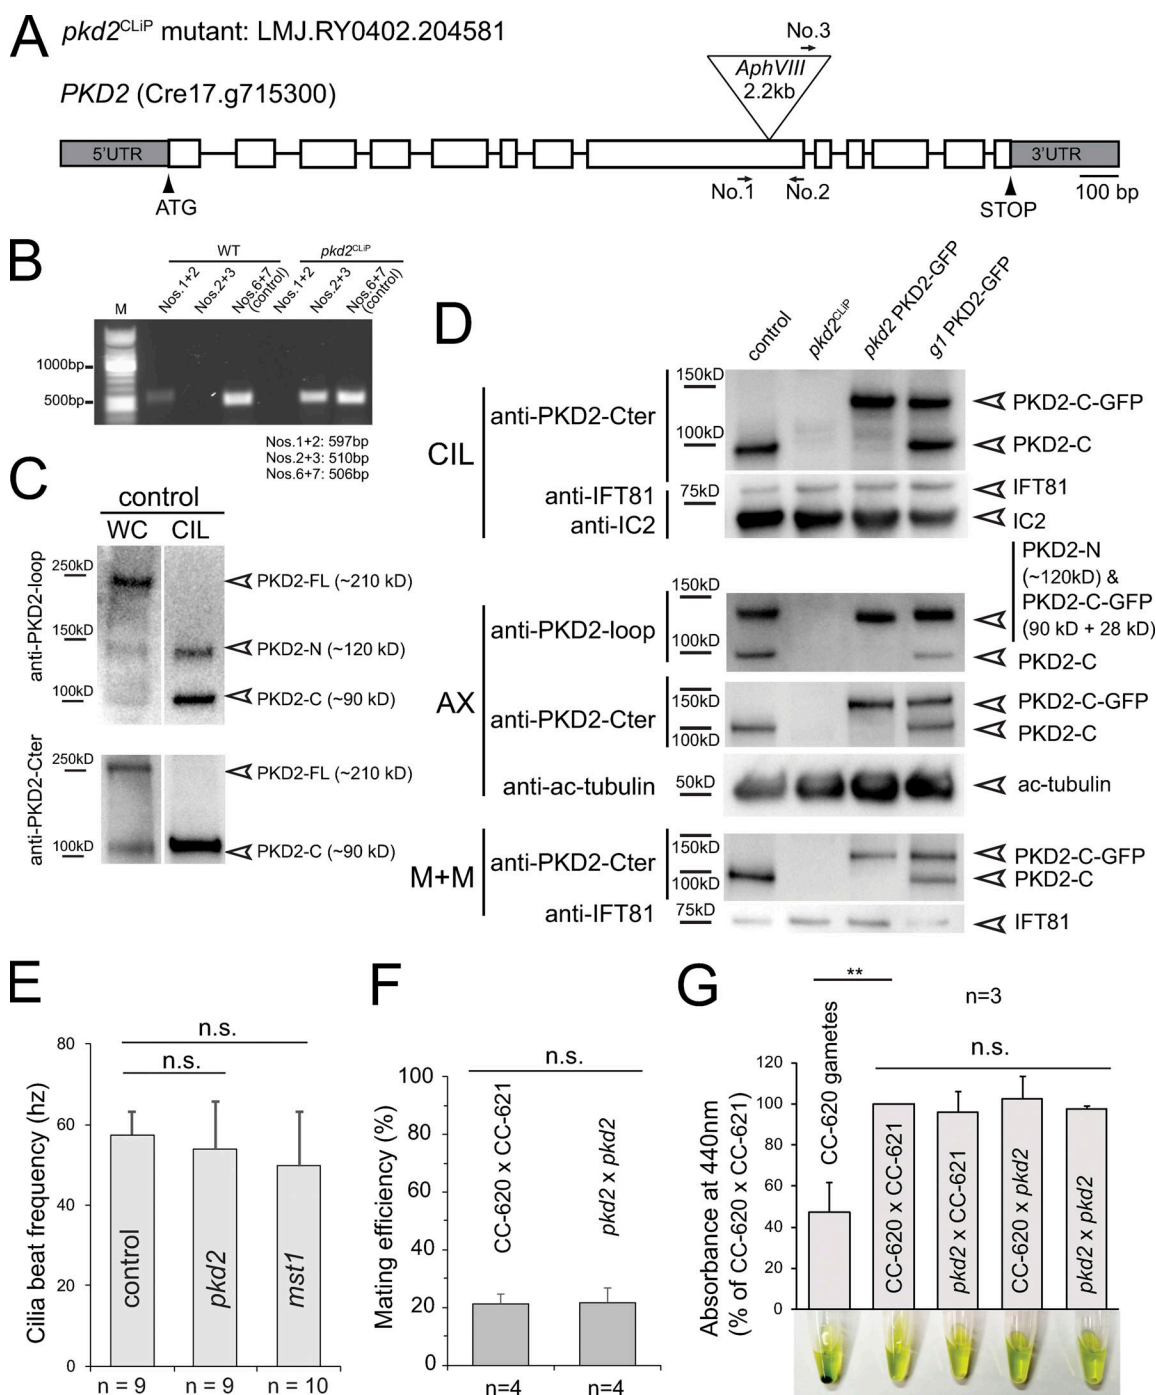 A
pkd2CLiP mutant: LMJ.RY0402.204581
No.3
AphVIII
2.2kb
PKD2 (Cre17.g715300)
5'UTR
3'UTR
No.1
No.2
100 bp
ATG
STOP
B
WT
pkd2CLiP
M
Nos.1+2
Nos.2+3
Nos.6+7
(control)
Nos.1+2
Nos.2+3
Nos.6+7
(control)
1000bp
500bp
Nos.1+2: 597bp
Nos.2+3: 510bp
Nos.6+7: 506bp
C
control
WC
CIL
anti-PKD2-loop
250kD
PKD2-FL (~210 kD)
150kD
PKD2-N (~120 kD)
100kD
PKD2-C (~90 kD)
anti-PKD2-Cter
250kD
PKD2-FL (~210 kD)
100kD
PKD2-C (~90 kD)
D
control
pkd2CLiP
pkd2 PKD2-GFP
g1 PKD2-GFP
CIL
anti-PKD2-Cter
150kD
100kD
PKD2-C-GFP
PKD2-C
anti-IFT81
anti-IC2
75kD
IFT81
IC2
AX
anti-PKD2-loop
150kD
100kD
PKD2-N
(~120kD) &
PKD2-C-GFP
(90 kD + 28 kD)
PKD2-C
anti-PKD2-Cter
150kD
100kD
PKD2-C-GFP
PKD2-C
anti-ac-tubulin
50kD
ac-tubulin
M+M
anti-PKD2-Cter
150kD
100kD
PKD2-C-GFP
PKD2-C
anti-IFT81
75kD
IFT81
E
n.s.
n.s.
Cilia beat frequency (hz)
80
60
40
20
0
control
pkd2
mst1
n = 9
n = 9
n = 10
F
n.s.
Mating efficiency (%)
100
80
60
40
20
0
CC-620 x CC-621
pkd2 x pkd2
n=4
n=4
G
**
n=3
n.s.
Absorbance at 440nm
(% of CC-620 x CC-621)
120
100
80
60
40
20
0
CC-620 gametes
CC-620 x CC-621
pkd2 x CC-621
CC-620 x pkd2
pkd2 x pkd2